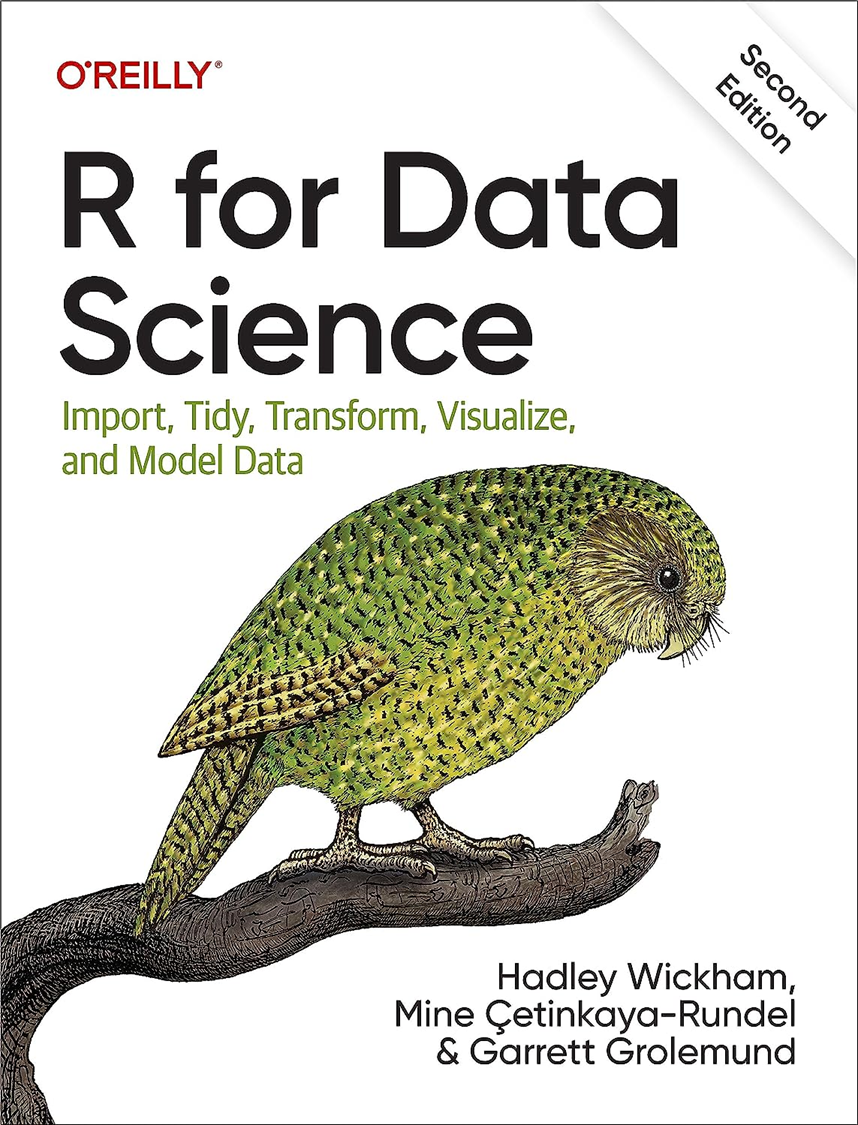 O'REILLY®
Second
Edition
R for Data
Science
Import, Tidy, Transform, Visualize,
and Model Data
Hadley Wickham,
Mine Çetinkaya-Rundel
& Garrett Grolemund